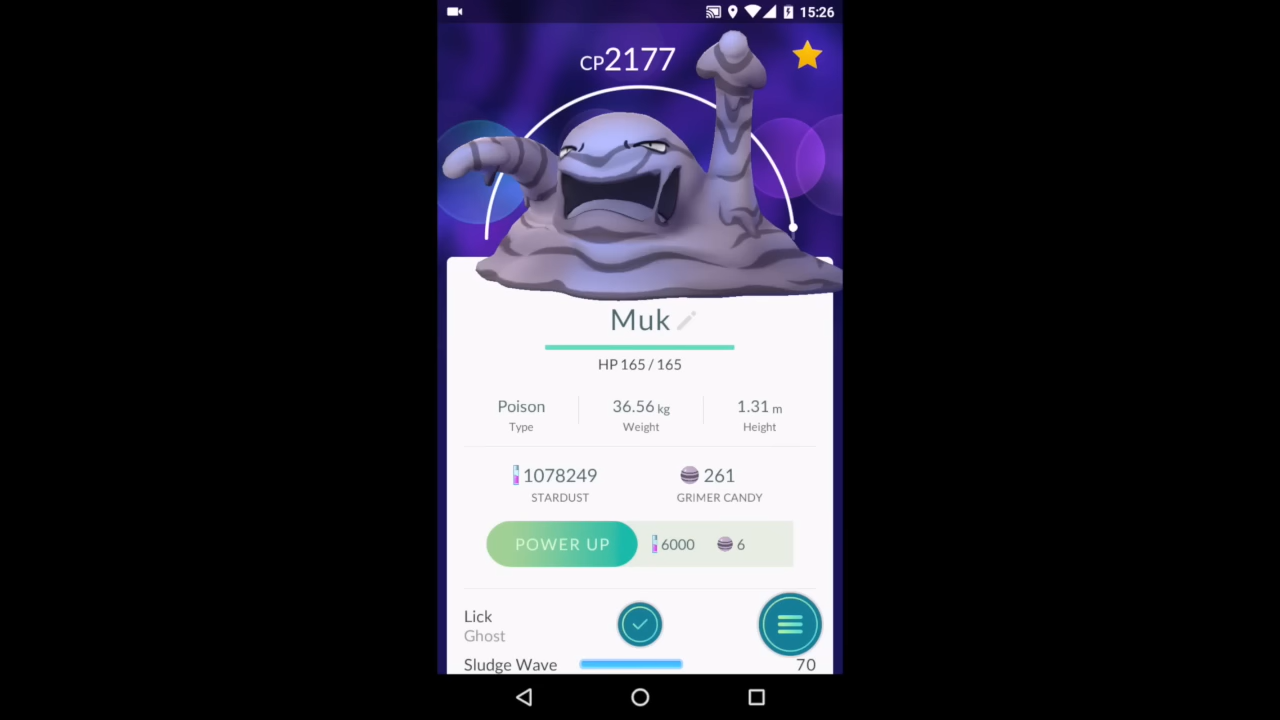 15:26
CP2177
Muk
HP 165 / 165
Poison 36.56 kg 1.31 m
Type Weight Height
1078249 261
STARDUST GRIMER CANDY
POWER UP 6000 6
Lick
Ghost
Sludge Wave 70